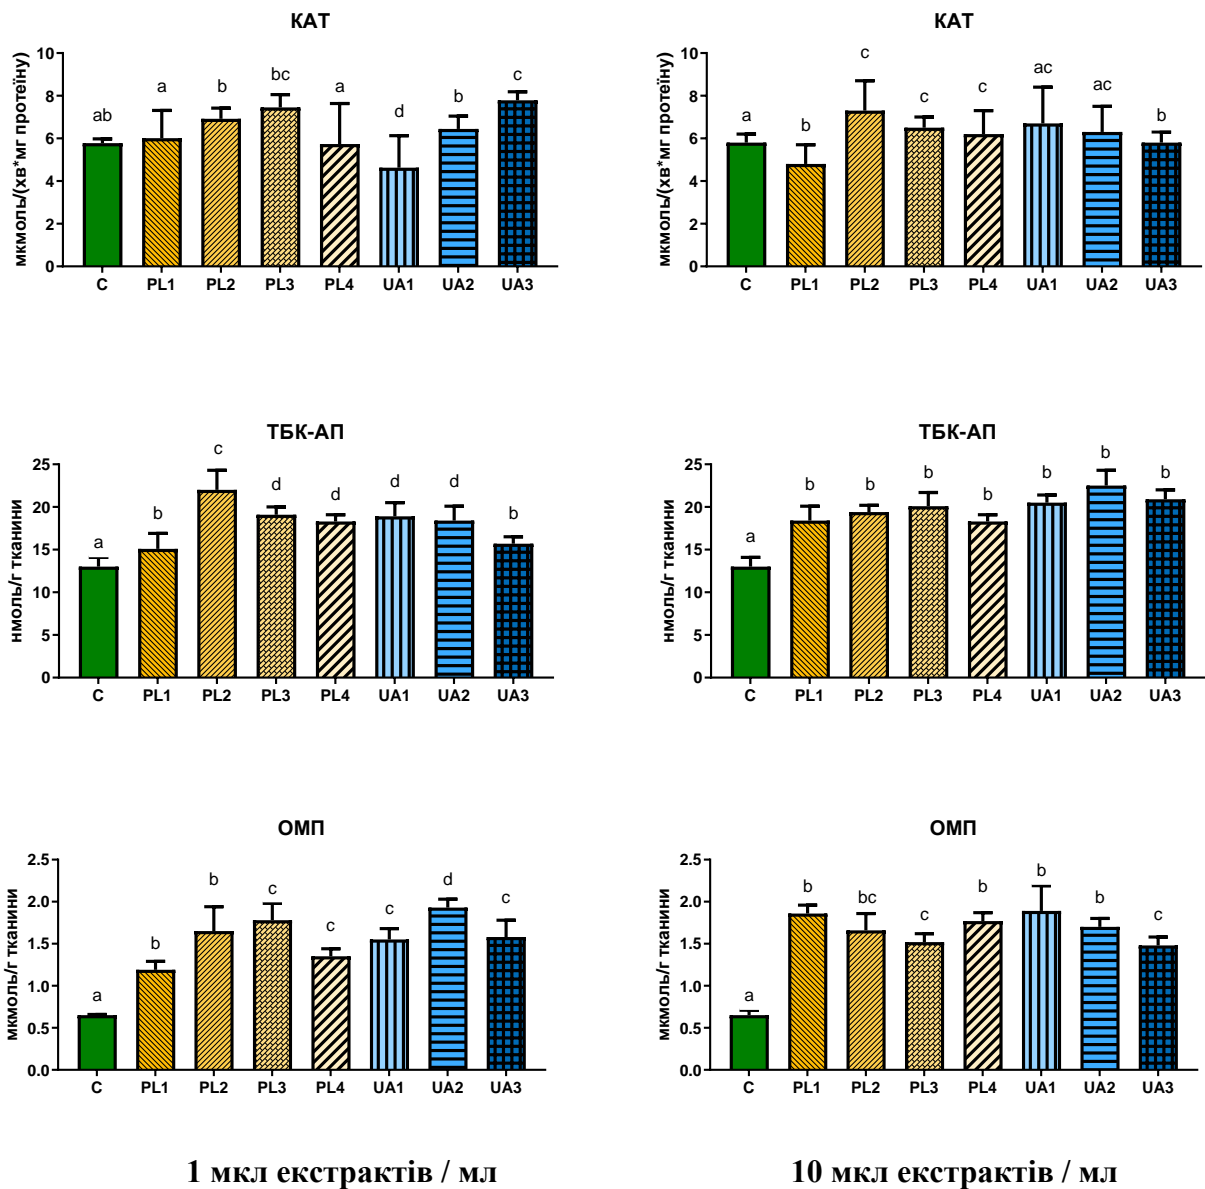 КАТ
мкмоль/(хв*мг протеїну)
10
8
6
4
2
0
ab
a
b
bc
a
d
b
c
C PL1 PL2 PL3 PL4 UA1 UA2 UA3
КАТ
мкмоль/(хв*мг протеїну)
10
8
6
4
2
0
a
b
c
c
c
ac
ac
b
C PL1 PL2 PL3 PL4 UA1 UA2 UA3
ТБК-АП
нмоль/г тканини
25
20
15
10
5
0
a
b
c
d
d
d
d
b
C PL1 PL2 PL3 PL4 UA1 UA2 UA3
ТБК-АП
нмоль/г тканини
25
20
15
10
5
0
a
b
b
b
b
b
b
b
C PL1 PL2 PL3 PL4 UA1 UA2 UA3
ОМП
мкмоль/г тканини
2.5
2.0
1.5
1.0
0.5
0.0
a
b
b
c
c
c
d
c
C PL1 PL2 PL3 PL4 UA1 UA2 UA3
ОМП
мкмоль/г тканини
2.5
2.0
1.5
1.0
0.5
0.0
a
b
bc
c
b
b
b
c
C PL1 PL2 PL3 PL4 UA1 UA2 UA3
1 мкл екстрактів / мл
10 мкл екстрактів / мл